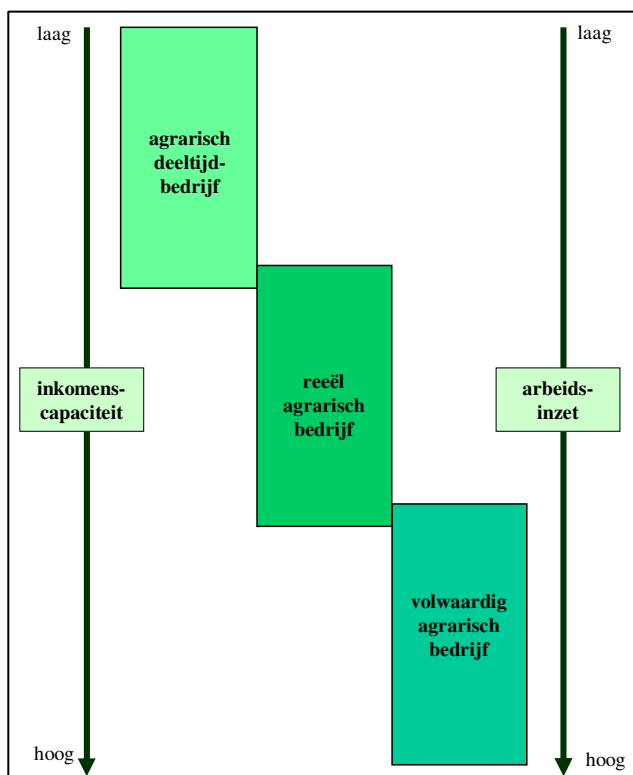 laag
laag
agrarisch
deeltijd-
bedrijf
inkomens-
capaciteit
reeël
agrarisch
bedrijf
arbeids-
inzet
volwaardig
agrarisch
bedrijf
hoog
hoog